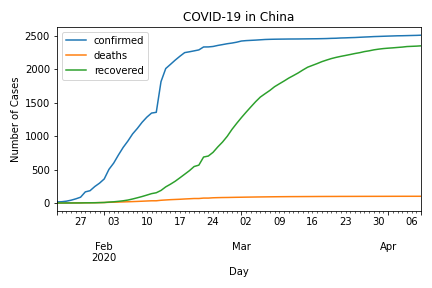 COVID-19 in China
confirmed
deaths
recovered
Number of Cases
2500
2000
1500
1000
500
0
27 03 10 17 24 02 09 16 23 30 06
Feb Mar Apr
2020
Day